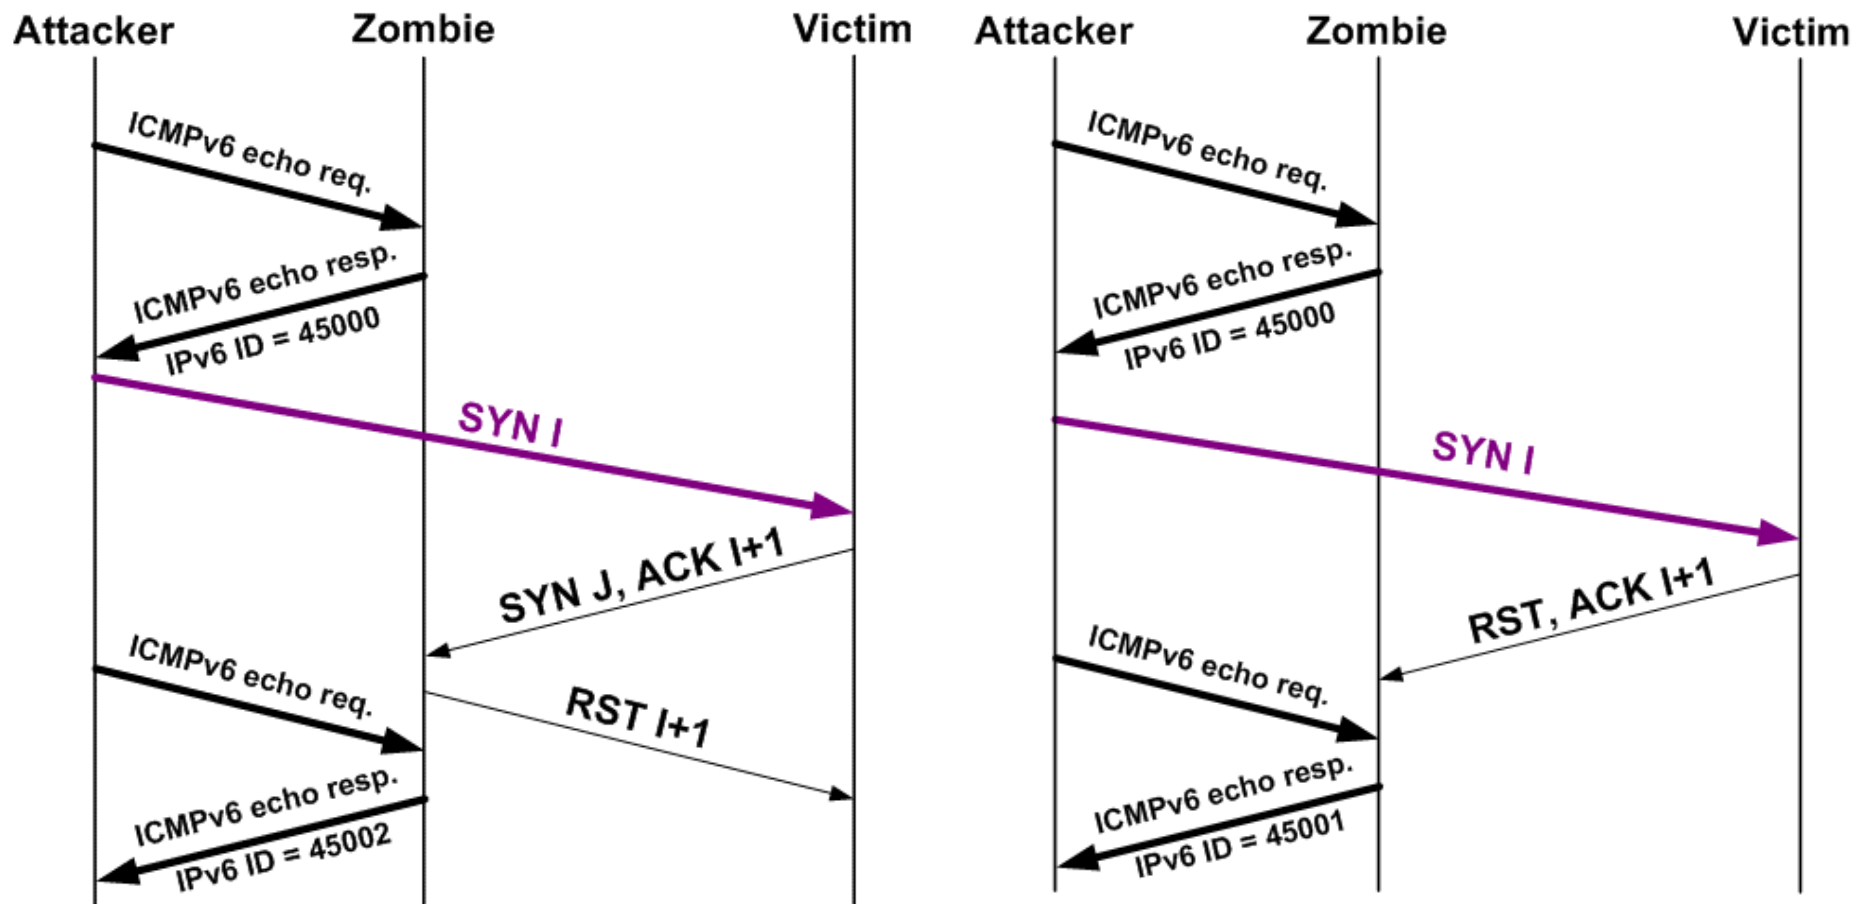 Attacker
Zombie
Victim
ICMPv6 echo req.
ICMPv6 echo resp.
IPv6 ID = 45000
SYN I
SYN J, ACK I+1
ICMPv6 echo req.
RST I+1
ICMPv6 echo resp.
IPv6 ID = 45002
Attacker
Zombie
Victim
ICMPv6 echo req.
ICMPv6 echo resp.
IPv6 ID = 45000
SYN I
RST, ACK I+1
ICMPv6 echo req.
ICMPv6 echo resp.
IPv6 ID = 45001